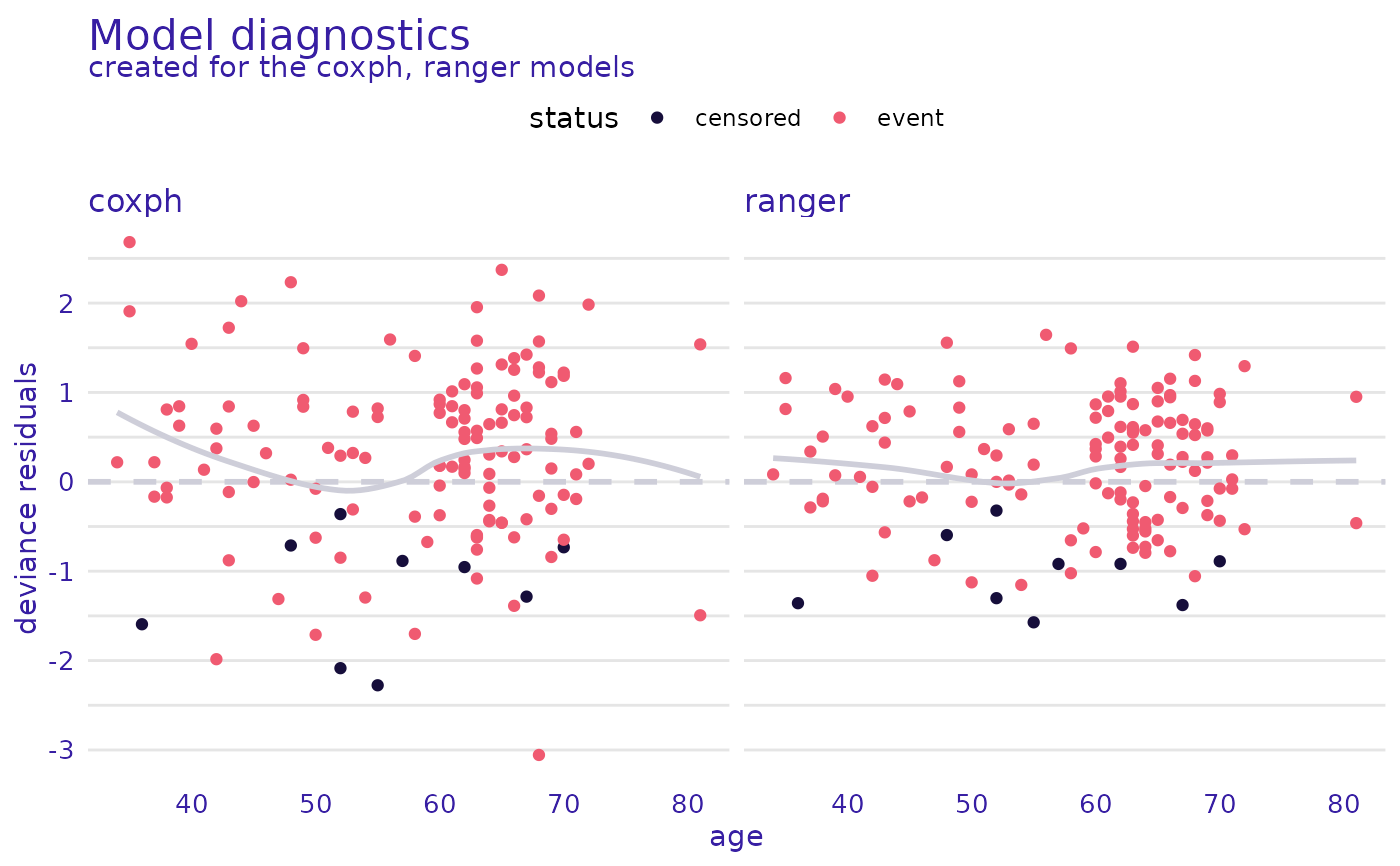 Model diagnostics
created for the coxph, ranger models
status censored event
coxph ranger
deviance residuals
2
1
0
-1
-2
-3
40 50 60 70 80 40 50 60 70 80
age